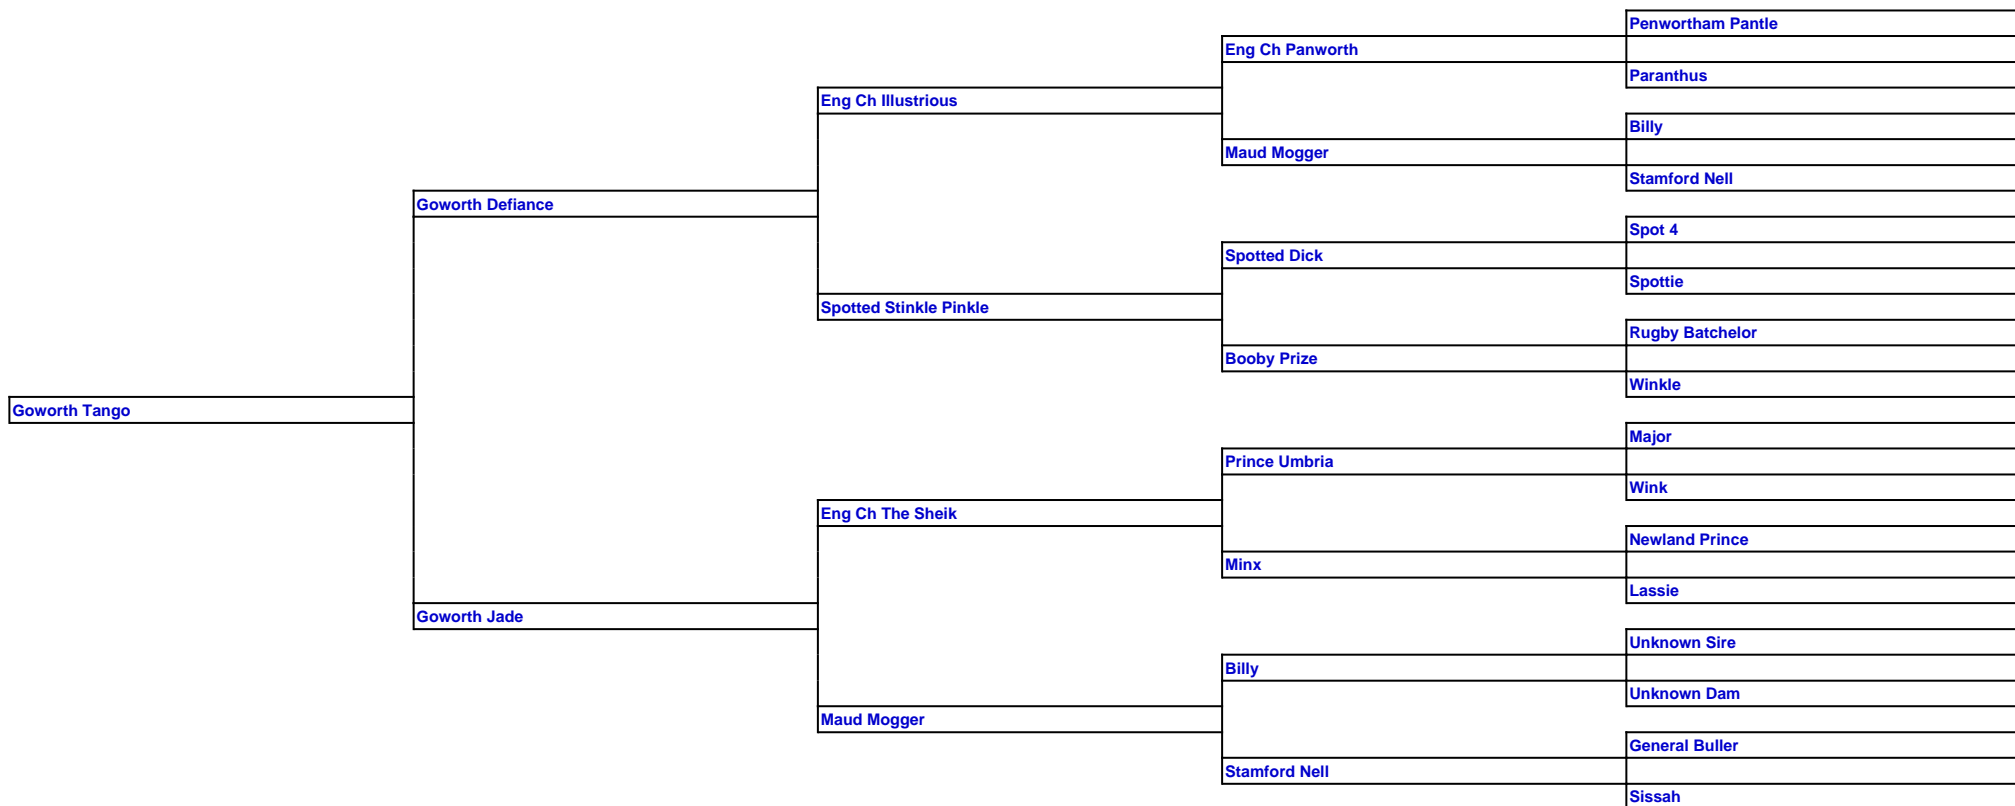 Penwortham Pantle
Eng Ch Panworth
Paranthus
Eng Ch Illustrious
Billy
Maud Mogger
Stamford Nell
Goworth Defiance
Spot 4
Spotted Dick
Spottie
Spotted Stinkle Pinkle
Rugby Batchelor
Booby Prize
Winkle
Goworth Tango
Major
Prince Umbria
Wink
Eng Ch The Sheik
Newland Prince
Minx
Lassie
Goworth Jade
Unknown Sire
Billy
Unknown Dam
Maud Mogger
General Buller
Stamford Nell
Sissah